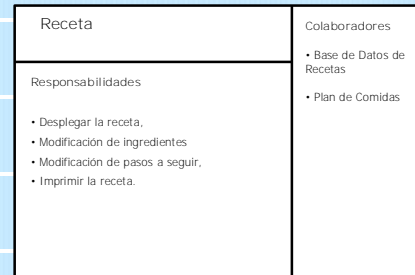 Receta
Responsabilidades
• Desplegar la receta,
• Modificación de ingredientes
• Modificación de pasos a seguir,
• Imprimir la receta.
Colaboradores
• Base de Datos de
Recetas
• Plan de Comidas